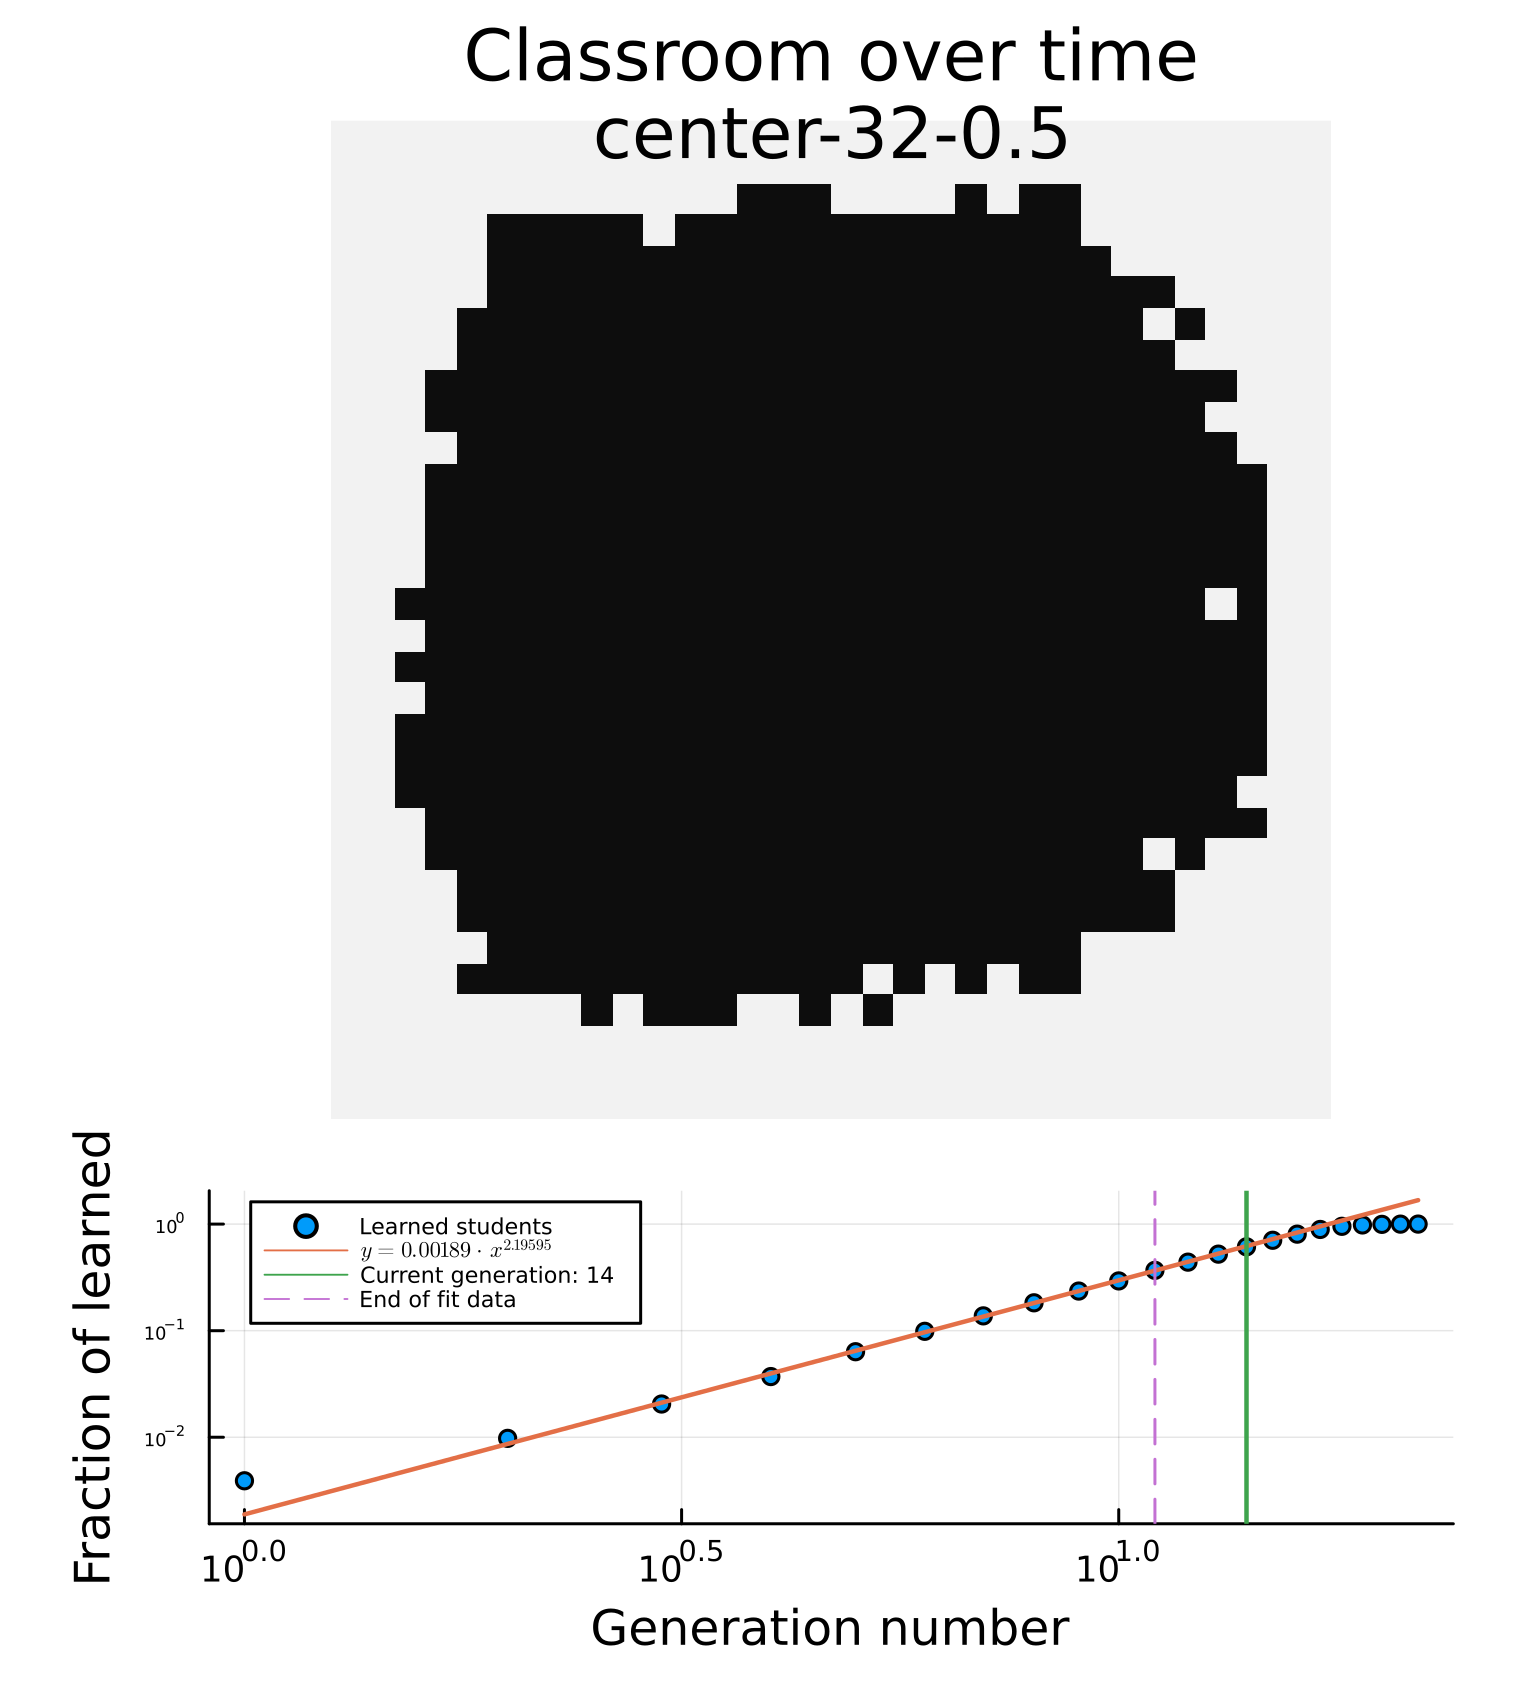 Classroom over time
center-32-0.5
Fraction of learned
10^0
10^−1
10^−2
Learned students
y = 0.00189 · x^2.19595
Current generation: 14
End of fit data
10^0.0
10^0.5
10^1.0
Generation number